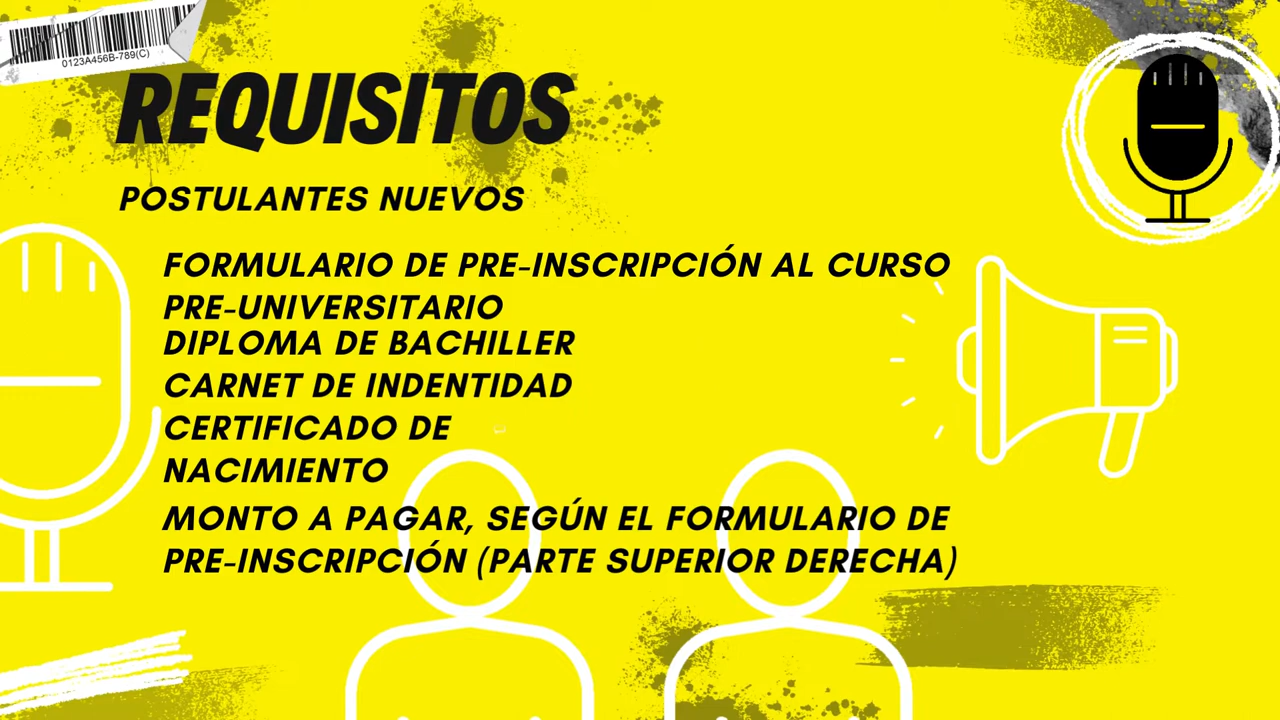 0123A456B-789(C)
REQUISITOS
POSTULANTES NUEVOS
FORMULARIO DE PRE-INSCRIPCIÓN AL CURSO
PRE-UNIVERSITARIO
DIPLOMA DE BACHILLER
CARNET DE INDENTIDAD
CERTIFICADO DE
NACIMIENTO
MONTO A PAGAR, SEGÚN EL FORMULARIO DE
PRE-INSCRIPCIÓN (PARTE SUPERIOR DERECHA)